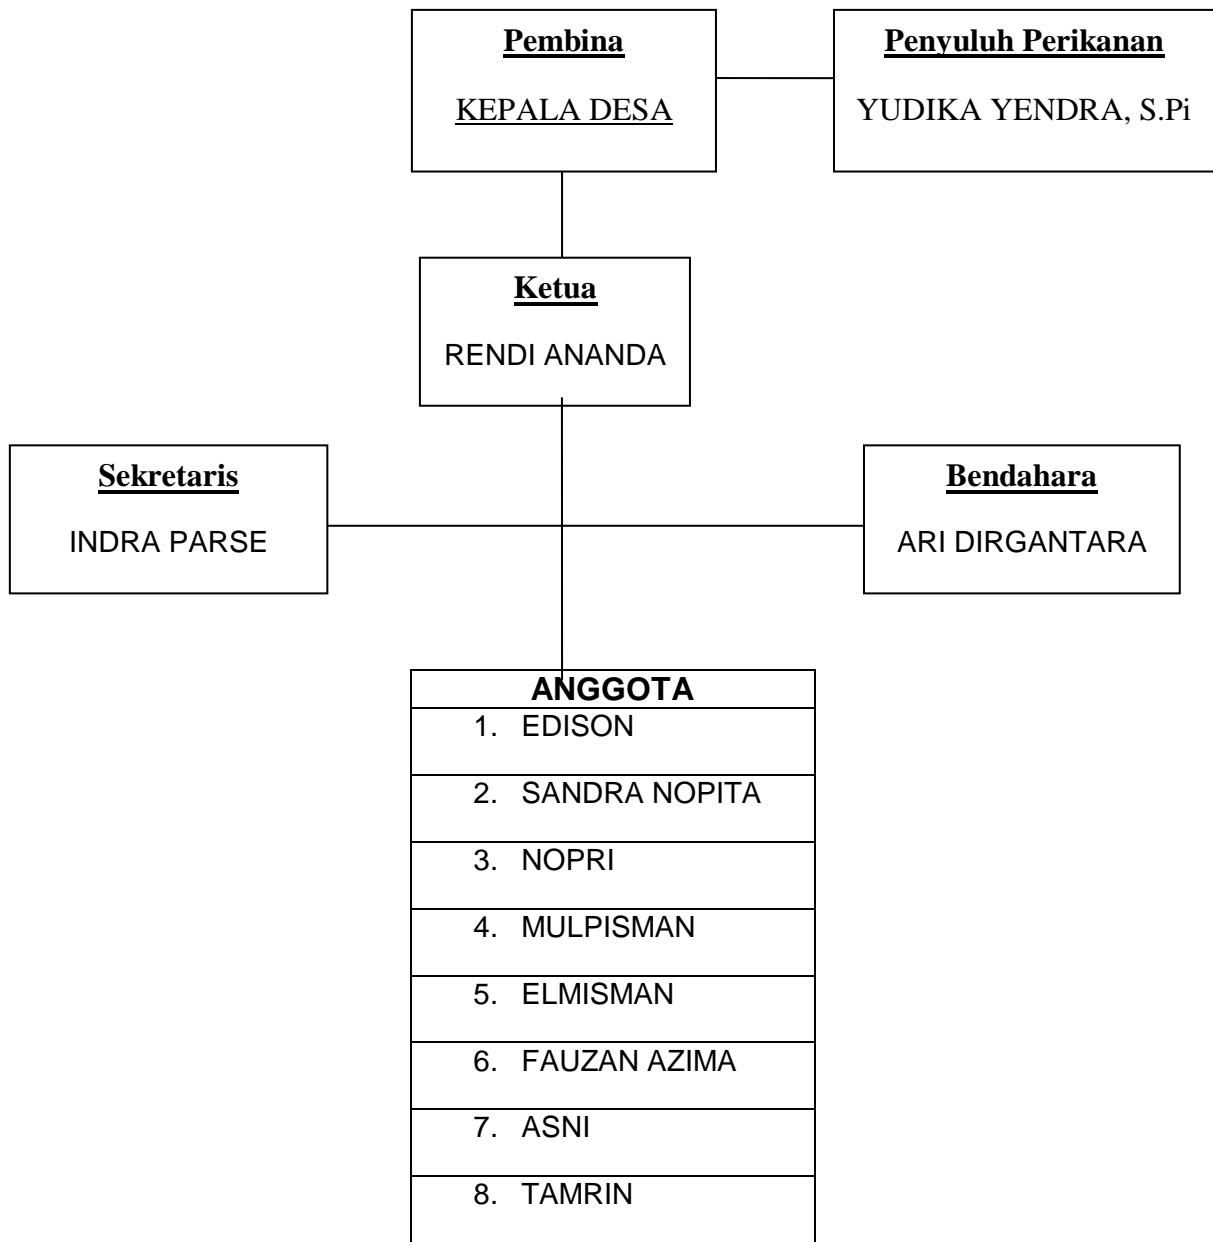 Pembina
KEPALA DESA
Penyuluh Perikanan
YUDIKA YENDRA, S.Pi
Ketua
RENDI ANANDA
Sekretaris
INDRA PARSE
Bendahara
ARI DIRGANTARA
ANGGOTA
1. EDISON
2. SANDRA NOPITA
3. NOPRI
4. MULPISMAN
5. ELMISMAN
6. FAUZAN AZIMA
7. ASNI
8. TAMRIN